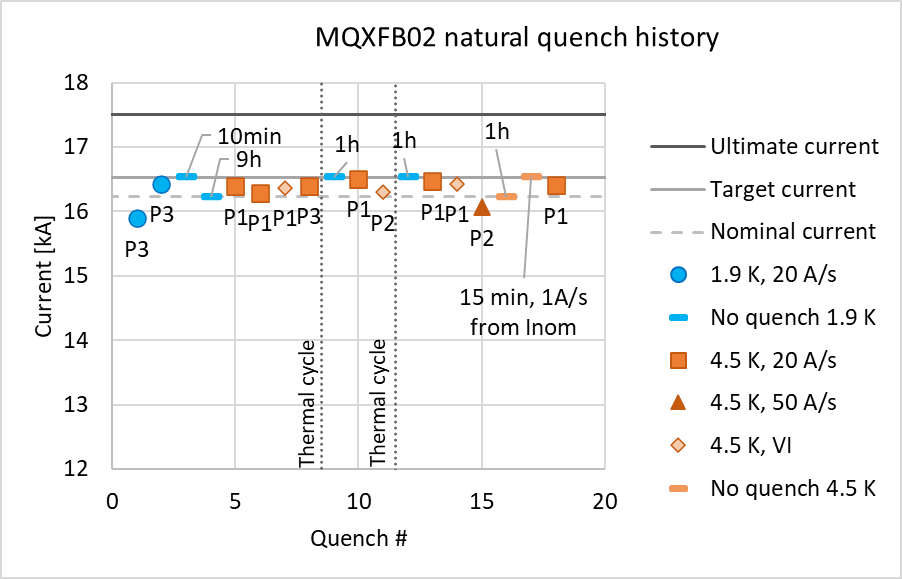 MQXFB02 natural quench history
18
17
16
15
14
13
12
Current [kA]
10min
9h
1h
1h
1h
P3
P3
P1
P1
P1
P3
P1
P2
P1
P1
P2
P1
15 min, 1A/s
from Inom
Thermal cycle
Thermal cycle
0
5
10
15
20
Quench #
Ultimate current
Target current
Nominal current
1.9 K, 20 A/s
No quench 1.9 K
4.5 K, 20 A/s
4.5 K, 50 A/s
4.5 K, VI
No quench 4.5 K